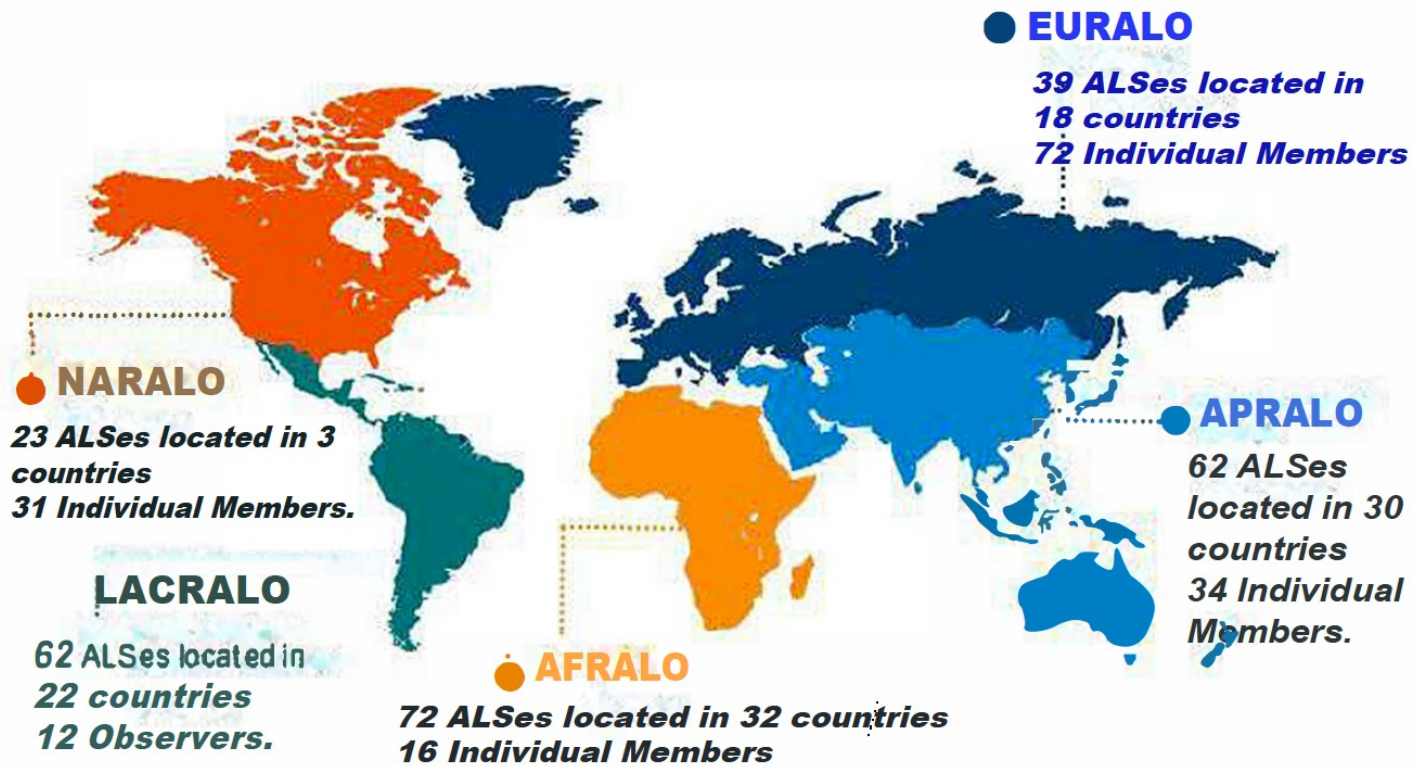 EURALO
39 ALSes located in
18 countries
72 Individual Members
NARALO
23 ALSes located in 3
countries
31 Individual Members.
APRALO
62 ALSes
located in 30
countries
34 Individual
Members.
LACRALO
62 ALSes located in
22 countries
12 Observers.
AFRALO
72 ALSes located in 32 countries
16 Individual Members